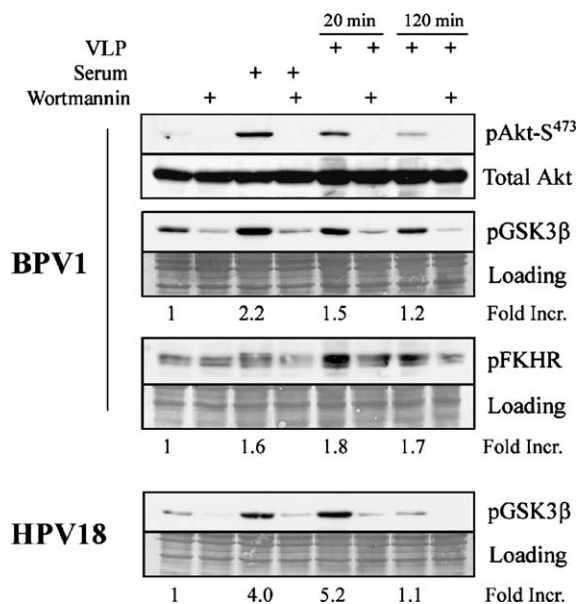 20 min 120 min
VLP + + + +
Serum + +
Wortmannin + + + +
pAkt-S473
Total Akt
pGSK3β
BPV1
Loading
1 2.2 1.5 1.2 Fold Incr.
pFKHR
Loading
1 1.6 1.8 1.7 Fold Incr.
pGSK3β
HPV18
Loading
1 4.0 5.2 1.1 Fold Incr.